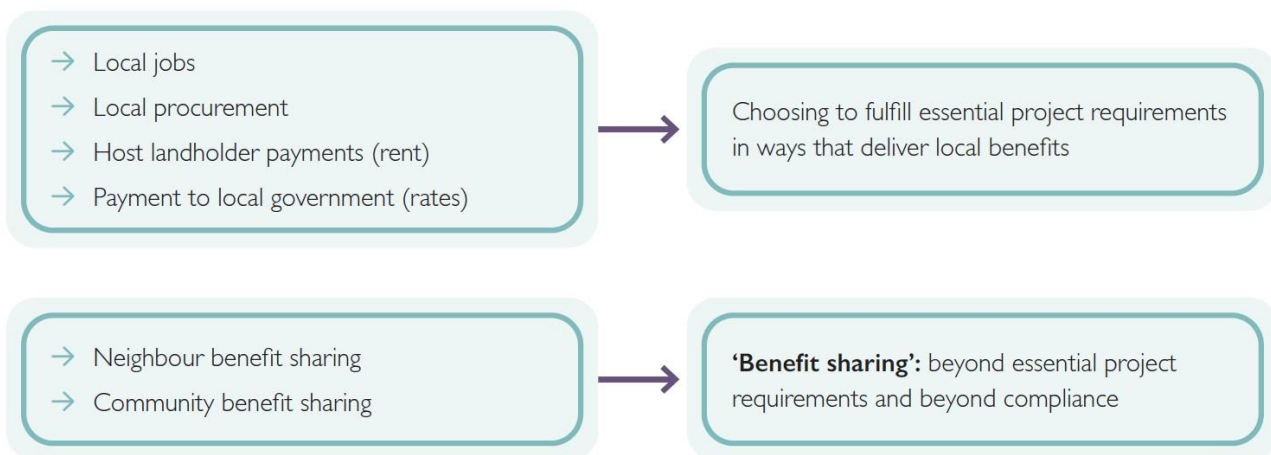 → Local jobs
→ Local procurement
→ Host landholder payments (rent)
→ Payment to local government (rates)
Choosing to fulfill essential project requirements
in ways that deliver local benefits
→ Neighbour benefit sharing
→ Community benefit sharing
‘Benefit sharing’: beyond essential project
requirements and beyond compliance